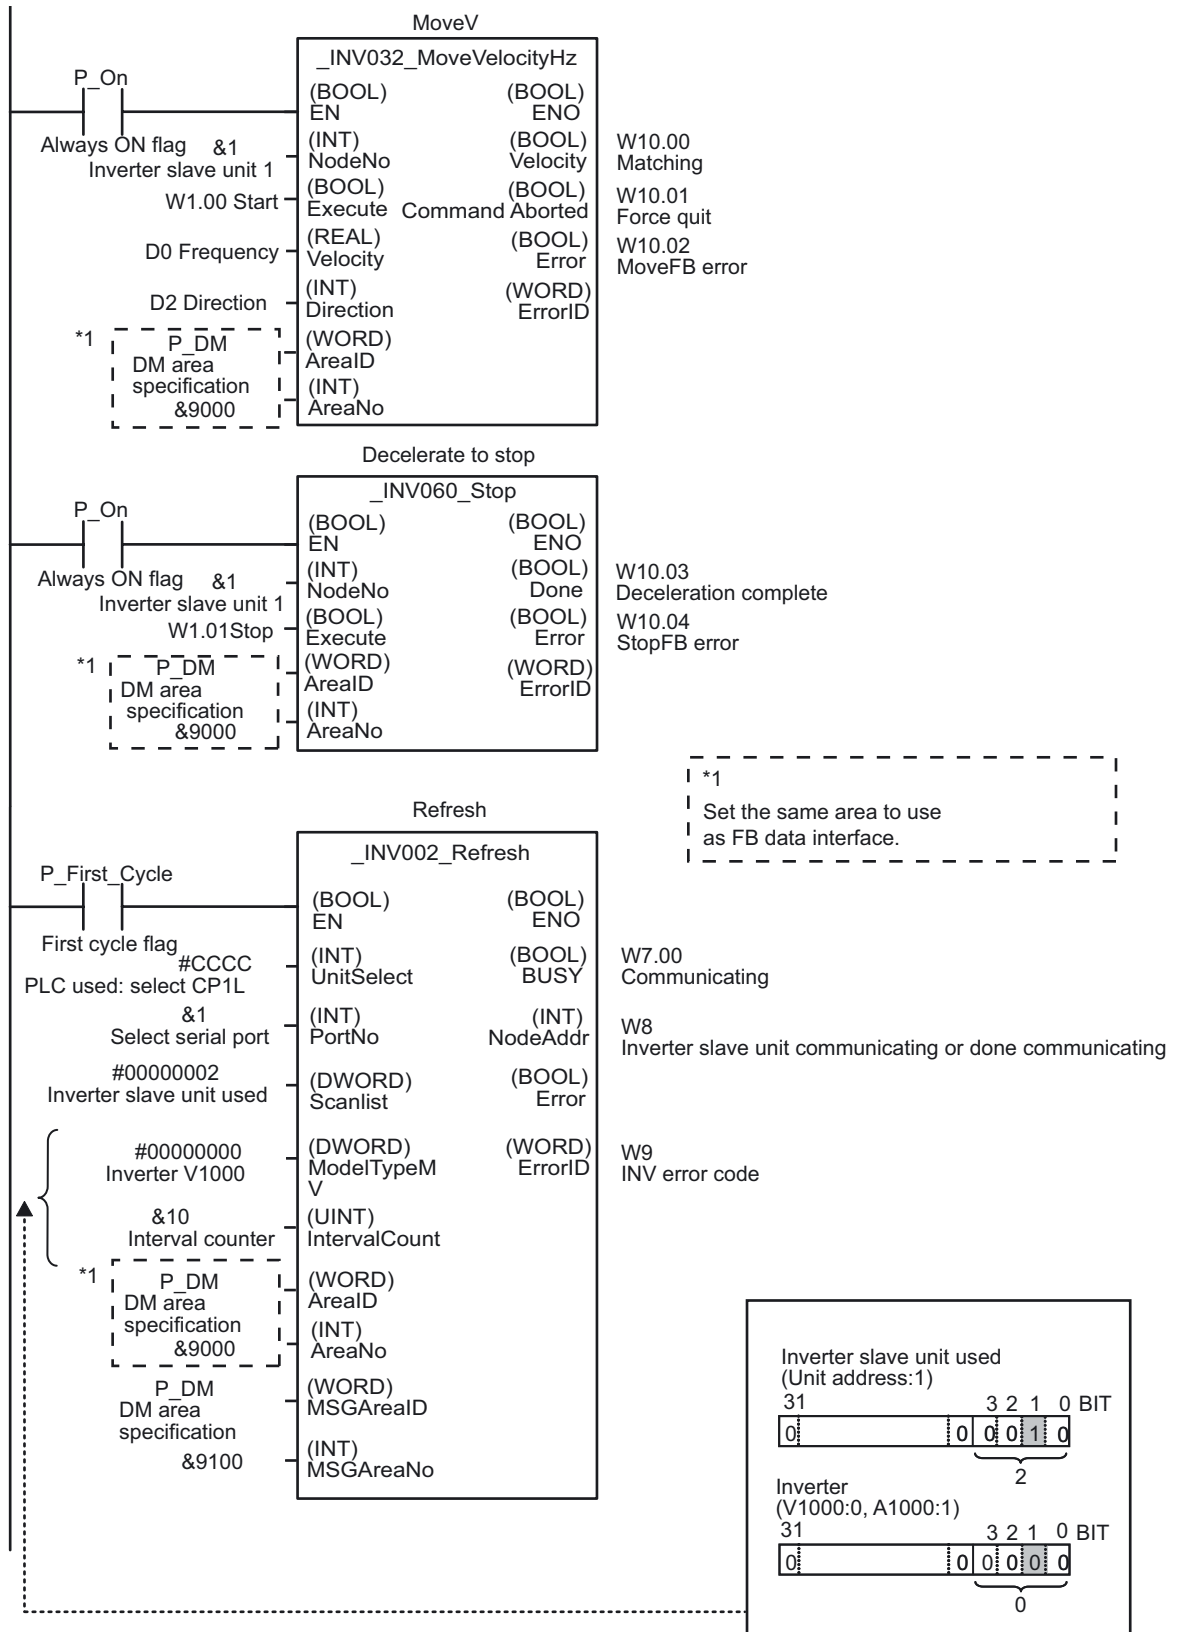 MoveV
_INV032_MoveVelocityHz
P_On
(BOOL) (BOOL)
EN ENO
Always ON flag &1
(INT) (BOOL) W10.00
Inverter slave unit 1 NodeNo Velocity Matching
(BOOL) (BOOL) W10.01
W1.00 Start Execute Command Aborted Force quit
(REAL) (BOOL) W10.02
D0 Frequency Velocity Error MoveFB error
(INT) (WORD)
D2 Direction Direction ErrorID
*1 P_DM (WORD)
DM area AreaID
specification (INT)
&9000 AreaNo
Decelerate to stop
_INV060_Stop
P_On
(BOOL) (BOOL)
EN ENO
Always ON flag &1 (INT) (BOOL) W10.03
Inverter slave unit 1 NodeNo Done Deceleration complete
(BOOL) (BOOL) W10.04
W1.01Stop Execute Error StopFB error
*1 P_DM (WORD) (WORD)
DM area AreaID ErrorID
specification (INT)
&9000 AreaNo
*1
Set the same area to use
as FB data interface.
Refresh
_INV002_Refresh
P_First_Cycle
(BOOL) (BOOL)
EN ENO
First cycle flag
#CCCC (INT) (BOOL) W7.00
PLC used: select CP1L UnitSelect BUSY Communicating
&1 (INT) (INT) W8
Select serial port PortNo NodeAddr Inverter slave unit communicating or done communicating
#00000002 (DWORD) (BOOL)
Inverter slave unit used Scanlist Error
#00000000 (DWORD) (WORD) W9
Inverter V1000 ModelTypeM ErrorID INV error code
V
&10 (UINT)
Interval counter IntervalCount
*1 P_DM (WORD)
DM area AreaID
specification (INT)
&9000 AreaNo
P_DM (WORD)
DM area MSGAreaID
specification
&9100 (INT)
MSGAreaNo
Inverter slave unit used
(Unit address:1)
31 3 2 1 0 BIT
0 0 0 0 1 0
2
Inverter
(V1000:0, A1000:1)
31 3 2 1 0 BIT
0 0 0 0 0 0
0